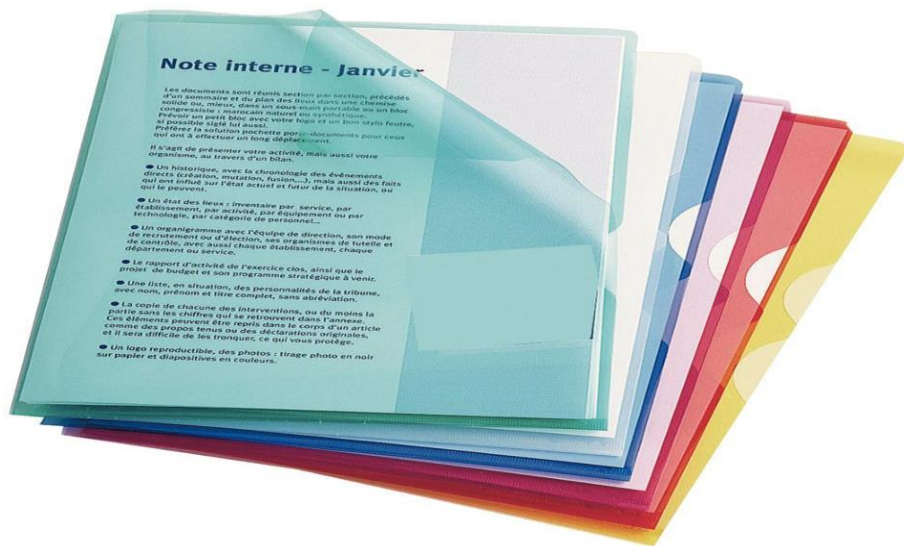 Note interne - Janvier
Les documents sont réunis section par section, précédés
d'un sommaire et du plan des lieux dans une chemise
solide ou, mieux, dans un sous-main portable ou un bloc
congressiste : marocain naturel ou synthétique.
Prévoir un petit bloc avec votre logo et un bon stylo feutre,
si possible siglé lui aussi.
Préférez la solution pochette porte-documents pour ceux
qui ont à effectuer un long déplacement.
Il s'agit de présenter votre activité, mais aussi votre
organisme, au travers d'un bilan.
● Un historique, avec la chronologie des événements
directs (création, mutation, fusion,...), mais aussi des faits
qui ont influé sur l'état actuel et futur de la situation, ou
qui le peuvent.
● Un état des lieux : inventaire par service, par
établissement, par activité, par équipement ou par
technologie, par catégorie de personnel...
● Un organigramme avec l'équipe de direction, son mode
de recrutement ou d'élection, ses organismes de tutelle et
de contrôle, avec aussi chaque établissement, chaque
département ou service.
● Le rapport d'activité de l'exercice clos, ainsi que le
projet de budget et son programme stratégique à venir.
● Une liste, en situation, des personnalités de la tribune,
avec nom, prénom et titre complet, sans abréviation.
● La copie de chacune des interventions, ou du moins la
partie sans les chiffres qui se retrouvent dans l'annexe.
Ces éléments peuvent être repris dans le corps d'un article
comme des propos tenus ou des déclarations originales,
et il sera difficile de les tronquer, ce qui vous protège.
● Un logo reproductible, des photos : tirage photo en noir
sur papier et diapositives en couleurs.